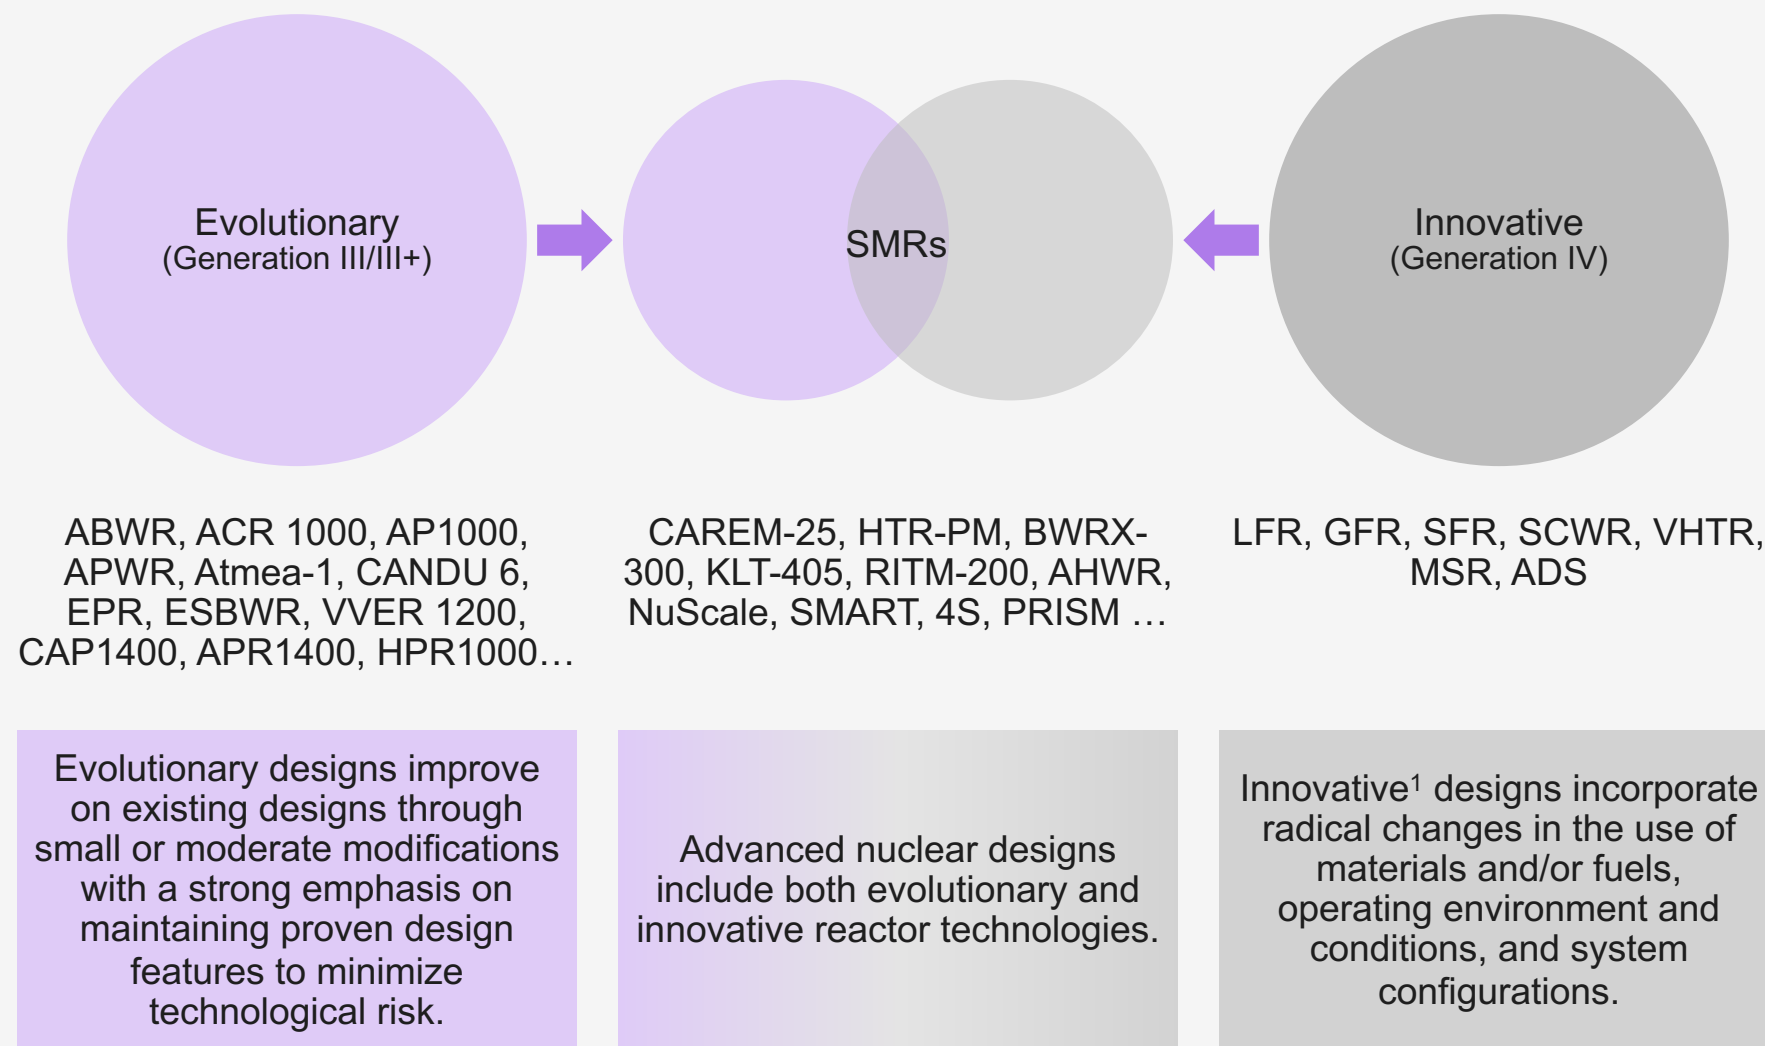 Evolutionary
(Generation III/III+)
SMRs
Innovative
(Generation IV)
ABWR, ACR 1000, AP1000,
APWR, Atmea-1, CANDU 6,
EPR, ESBWR, VVER 1200,
CAP1400, APR1400, HPR1000…
CAREM-25, HTR-PM, BWRX-
300, KLT-405, RITM-200, AHWR,
NuScale, SMART, 4S, PRISM …
LFR, GFR, SFR, SCWR, VHTR,
MSR, ADS
Evolutionary designs improve
on existing designs through
small or moderate modifications
with a strong emphasis on
maintaining proven design
features to minimize
technological risk.
Advanced nuclear designs
include both evolutionary and
innovative reactor technologies.
Innovative¹ designs incorporate
radical changes in the use of
materials and/or fuels,
operating environment and
conditions, and system
configurations.